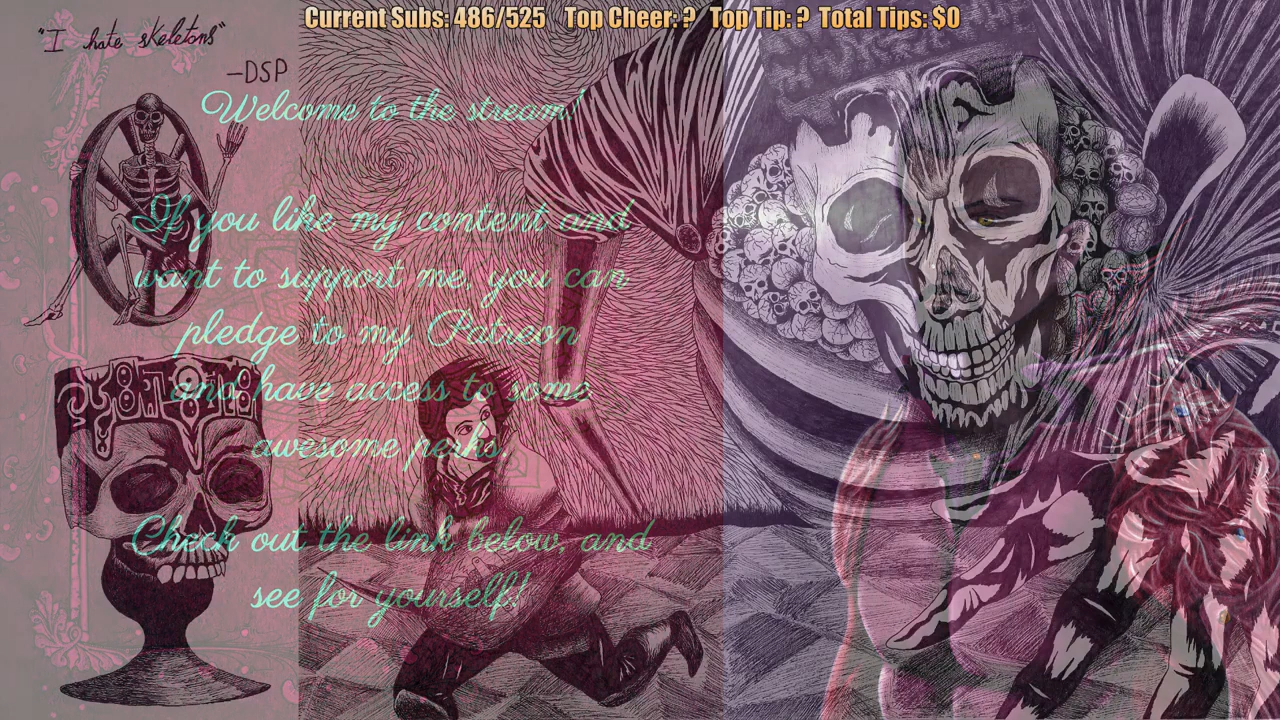 Current Subs: 486/525 Top Cheer: ? Top Tip: ? Total Tips: $0
"I hate skeletons"
-DSP
Welcome to the stream!
If you like my content and
want to support me, you can
pledge to my Patreon
and have access to some
awesome perks.
Check out the link below, and
see for yourself!